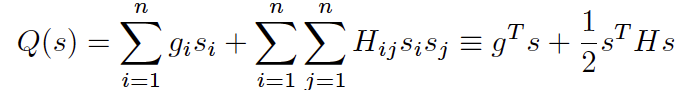 Q(s) = \sum_{i=1}^{n} g_i s_i + \sum_{i=1}^{n} \sum_{j=1}^{n} H_{ij} s_i s_j \equiv g^T s + \frac{1}{2} s^T H s